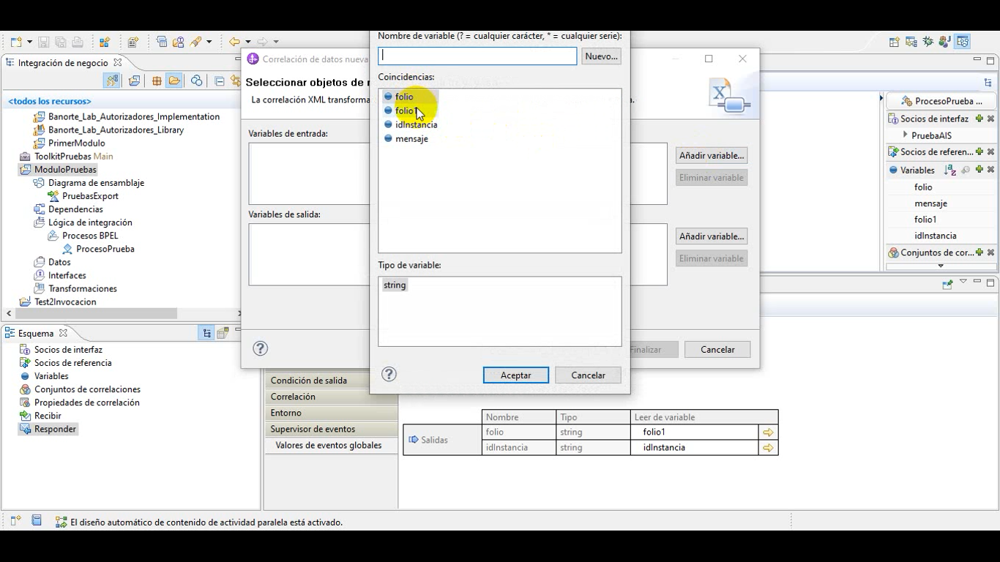 Integración de negocio
<todos los recursos>
Banorte_Lab_Autorizadores_Implementation
Banorte_Lab_Autorizadores_Library
PrimerModulo
ToolkitPruebas Main
ModuloPruebas
Diagrama de ensamblaje
PruebasExport
Dependencias
Lógica de integración
Procesos BPEL
ProcesoPrueba
Datos
Interfaces
Transformaciones
Test2Invocacion
Esquema
Socios de interfaz
Socios de referencia
Variables
Conjuntos de correlaciones
Propiedades de correlación
Recibir
Responder
Correlación de datos nueva
Seleccionar objetos de
La correlación XML transforma
Variables de entrada:
Añadir variable...
Eliminar variable
Variables de salida:
Añadir variable...
Eliminar variable
Finalizar
Cancelar
Nombre de variable (? = cualquier carácter, * = cualquier serie):
Nuevo...
Coincidencias:
folio
folio1
idInstancia
mensaje
Tipo de variable:
string
Aceptar
Cancelar
Condición de salida
Correlación
Entorno
Supervisor de eventos
Valores de eventos globales
Nombre Tipo Leer de variable
Salidas
folio string folio1
idInstancia string idInstancia
ProcesoPrueba ...
Socios de interfaz
PruebaAIS
Socios de referen...
Variables
folio
mensaje
folio1
idInstancia
Conjuntos de cor...
El diseño automático de contenido de actividad paralela está activado.